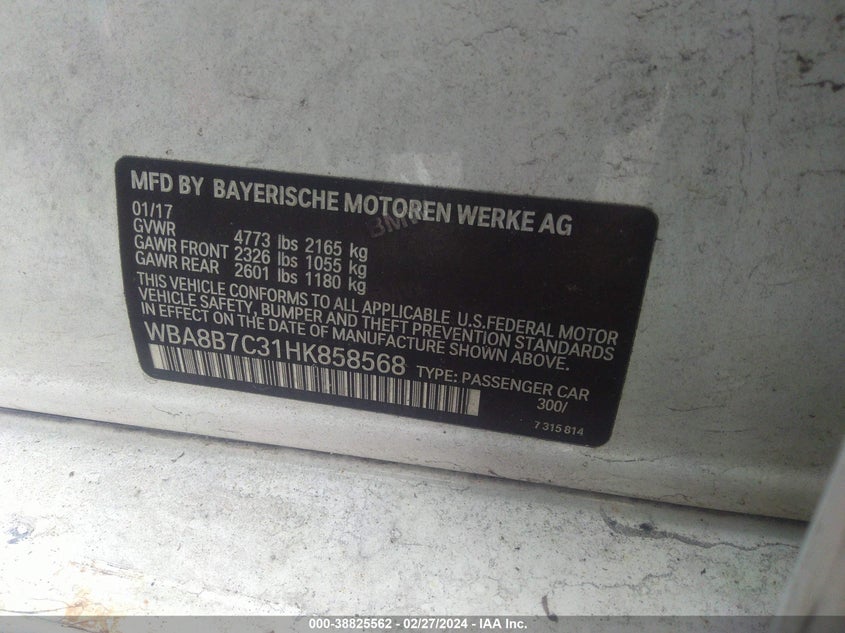 MFD BY BAYERISCHE MOTOREN WERKE AG
01/17
GVWR 4773 lbs 2165 kg
GAWR FRONT 2326 lbs 1055 kg
GAWR REAR 2601 lbs 1180 kg
THIS VEHICLE CONFORMS TO ALL APPLICABLE U.S.FEDERAL MOTOR
VEHICLE SAFETY, BUMPER AND THEFT PREVENTION STANDARDS
IN EFFECT ON THE DATE OF MANUFACTURE SHOWN ABOVE.
WBA8B7C31HK858568 TYPE: PASSENGER CAR
300/
7 315 814
000-38825562 - 02/27/2024 - IAA Inc.